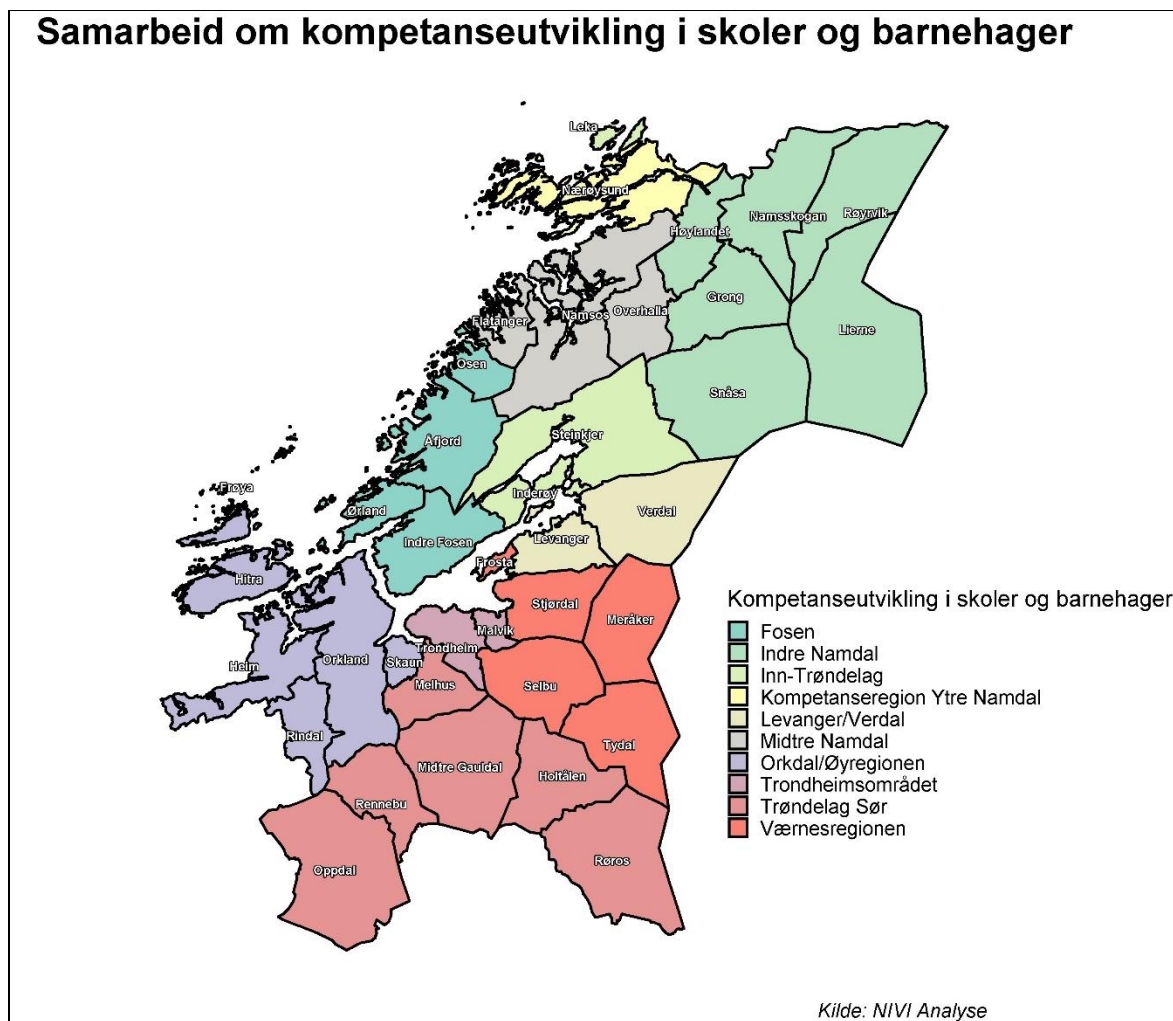 Samarbeid om kompetanseutvikling i skoler og barnehager
Leka
Nærøysund
Namsskogan
Røyrvik
Høylandet
Grong
Lierne
Flatanger
Namsos
Overhalla
Osen
Snåsa
Åfjord
Steinkjer
Frøya
Ørland
Inderøy
Verdal
Indre Fosen
Levanger
Frosta
Hitra
Stjørdal
Meråker
Malvik
Trondheim
Heim
Orkland
Skaun
Melhus
Selbu
Rindal
Tydal
Midtre Gauldal
Holtålen
Rennebu
Oppdal
Røros
Kompetanseutvikling i skoler og barnehager
Fosen
Indre Namdal
Inn-Trøndelag
Kompetanseregion Ytre Namdal
Levanger/Verdal
Midtre Namdal
Orkdal/Øyregionen
Trondheimsområdet
Trøndelag Sør
Værnesregionen
Kilde: NIVI Analyse